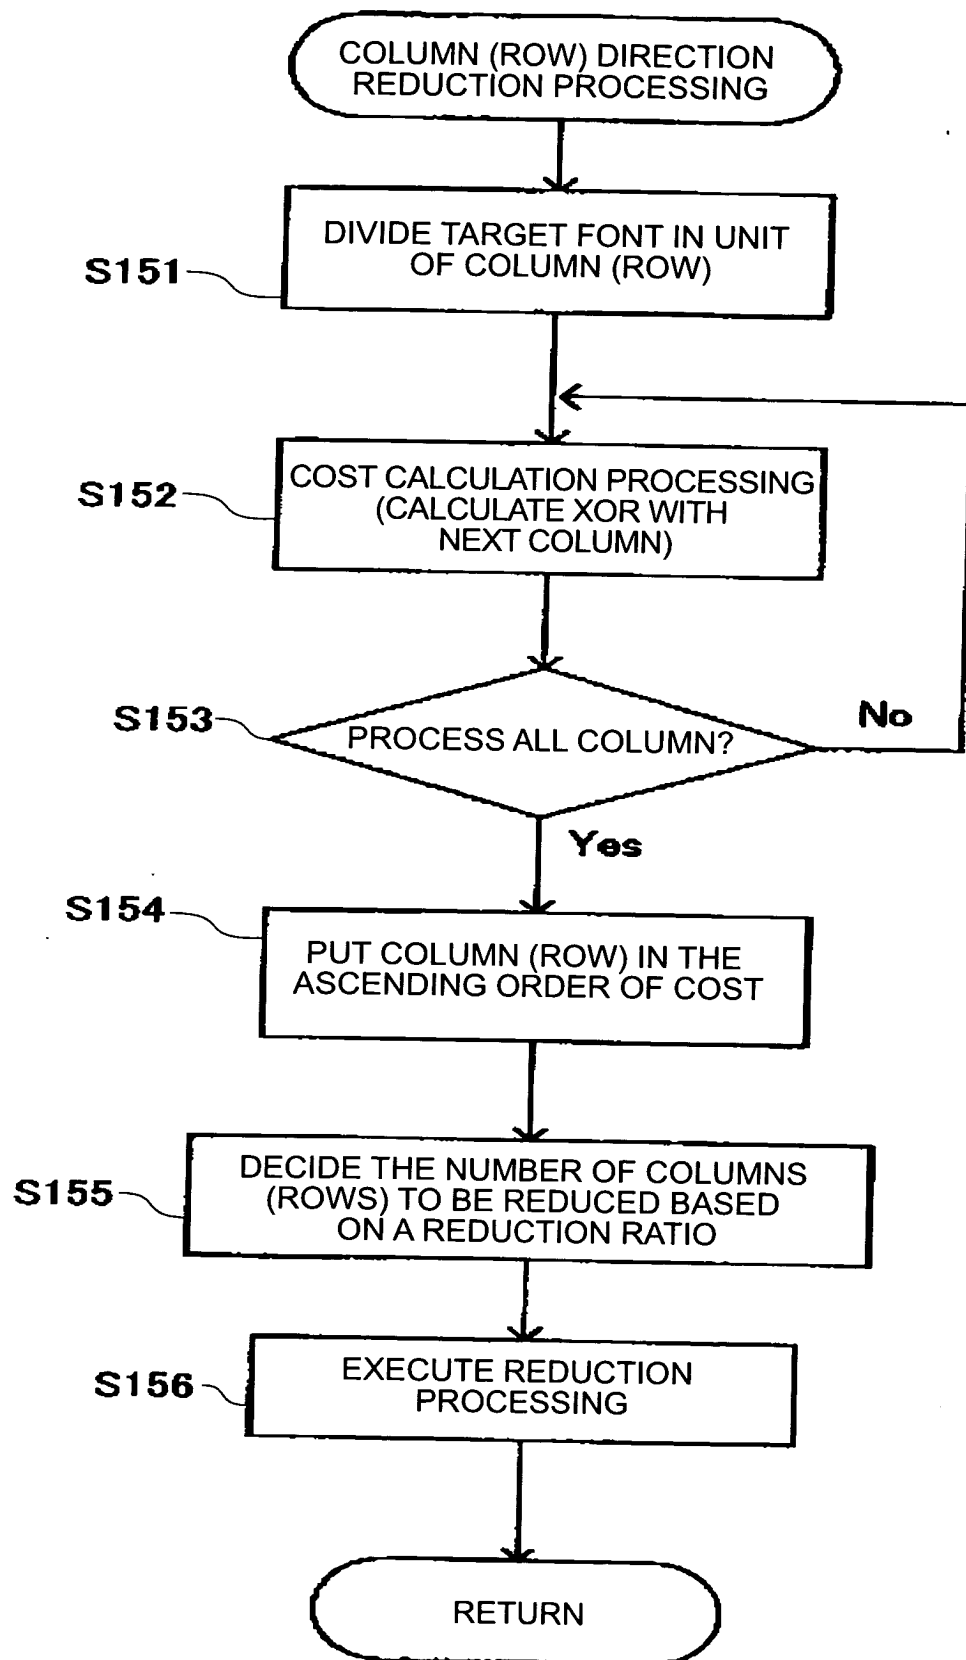 COLUMN (ROW) DIRECTION
REDUCTION PROCESSING
DIVIDE TARGET FONT IN UNIT
OF COLUMN (ROW)
S151
COST CALCULATION PROCESSING
(CALCULATE XOR WITH
NEXT COLUMN)
S152
S153
PROCESS ALL COLUMN?
No
Yes
S154
PUT COLUMN (ROW) IN THE
ASCENDING ORDER OF COST
DECIDE THE NUMBER OF COLUMNS
(ROWS) TO BE REDUCED BASED
ON A REDUCTION RATIO
S155
EXECUTE REDUCTION
PROCESSING
S156
RETURN